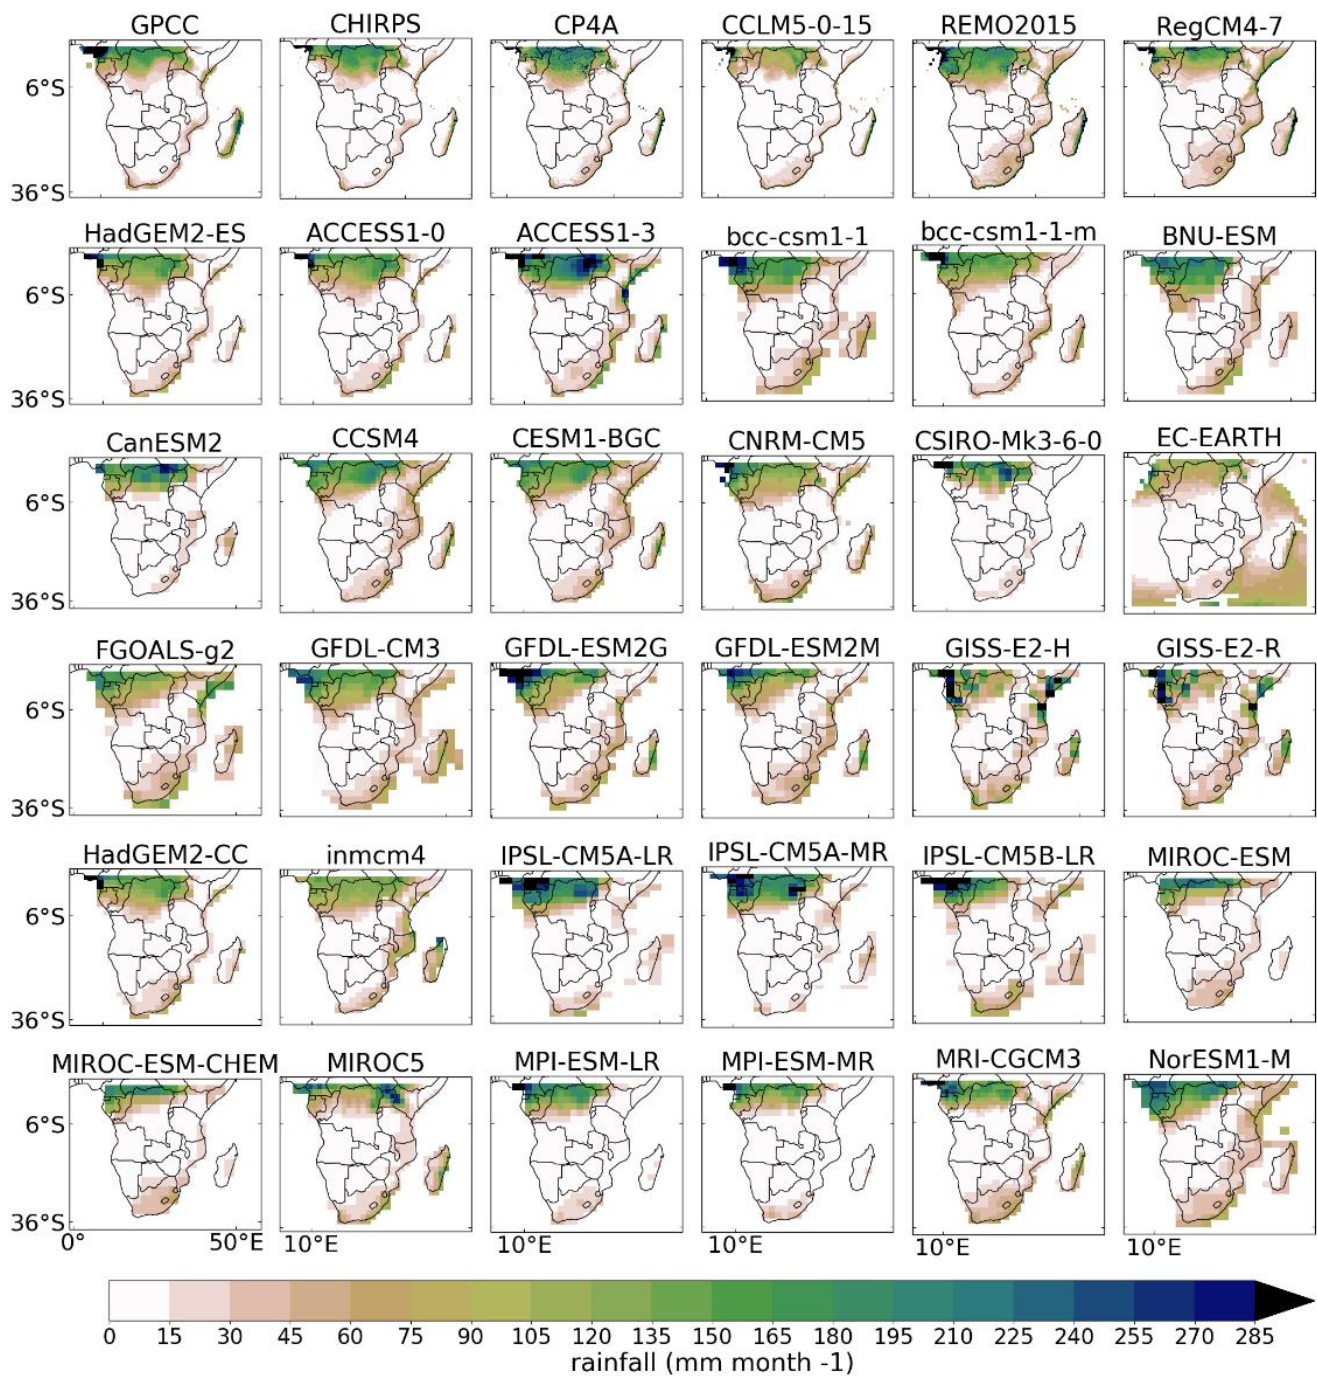 GPCC CHIRPS CP4A CCLM5-0-15 REMO2015 RegCM4-7
6°S
36°S
HadGEM2-ES ACCESS1-0 ACCESS1-3 bcc-csm1-1 bcc-csm1-1-m BNU-ESM
6°S
36°S
CanESM2 CCSM4 CESM1-BGC CNRM-CM5 CSIRO-Mk3-6-0 EC-EARTH
6°S
36°S
FGOALS-g2 GFDL-CM3 GFDL-ESM2G GFDL-ESM2M GISS-E2-H GISS-E2-R
6°S
36°S
HadGEM2-CC inmcm4 IPSL-CM5A-LR IPSL-CM5A-MR IPSL-CM5B-LR MIROC-ESM
6°S
36°S
MIROC-ESM-CHEM MIROC5 MPI-ESM-LR MPI-ESM-MR MRI-CGCM3 NorESM1-M
6°S
36°S
0° 50°E 10°E 10°E 10°E 10°E 10°E
0 15 30 45 60 75 90 105 120 135 150 165 180 195 210 225 240 255 270 285
rainfall (mm month -1)